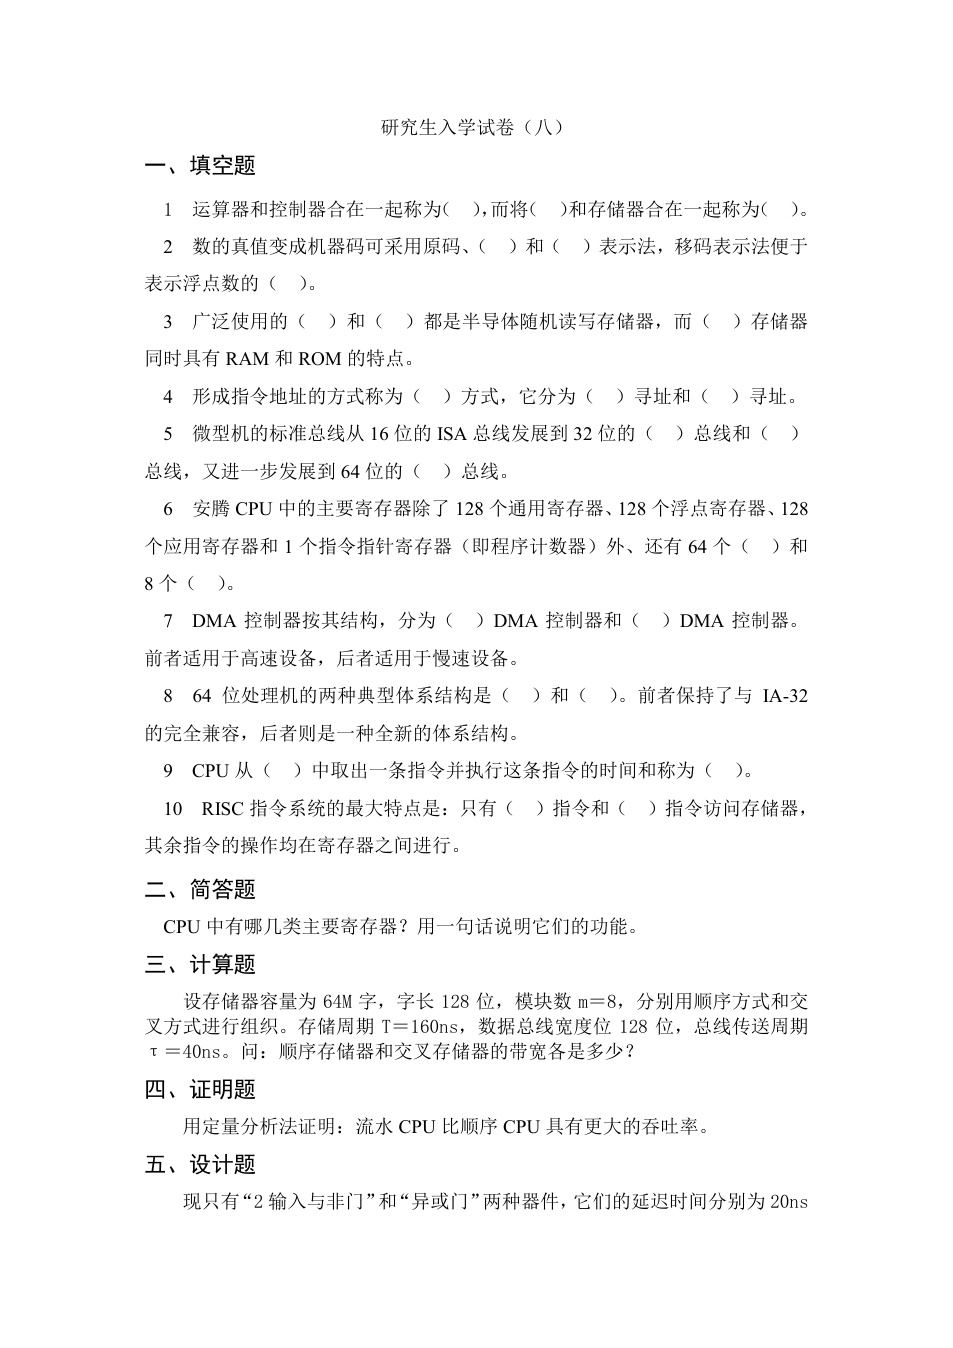 研究生入学试卷（八）
一、填空题
1 运算器和控制器合在一起称为( )，而将( )和存储器合在一起称为( )。
2 数的真值变成机器码可采用原码、（ ）和（ ）表示法，移码表示法便于
表示浮点数的（ ）。
3 广泛使用的（ ）和（ ）都是半导体随机读写存储器，而（ ）存储器
同时具有 RAM 和 ROM 的特点。
4 形成指令地址的方式称为（ ）方式，它分为（ ）寻址和（ ）寻址。
5 微型机的标准总线从 16 位的 ISA 总线发展到 32 位的（ ）总线和（ ）
总线，又进一步发展到 64 位的（ ）总线。
6 安腾 CPU 中的主要寄存器除了 128 个通用寄存器、128 个浮点寄存器、128
个应用寄存器和 1 个指令指针寄存器（即程序计数器）外、还有 64 个（ ）和
8 个（ ）。
7 DMA 控制器按其结构，分为（ ）DMA 控制器和（ ）DMA 控制器。
前者适用于高速设备，后者适用于慢速设备。
8 64 位处理机的两种典型体系结构是（ ）和（ ）。前者保持了与 IA-32
的完全兼容，后者则是一种全新的体系结构。
9 CPU 从（ ）中取出一条指令并执行这条指令的时间和称为（ ）。
10 RISC 指令系统的最大特点是：只有（ ）指令和（ ）指令访问存储器，
其余指令的操作均在寄存器之间进行。
二、简答题
CPU 中有哪几类主要寄存器？用一句话说明它们的功能。
三、计算题
设存储器容量为 64M 字，字长 128 位，模块数 m＝8，分别用顺序方式和交
叉方式进行组织。存储周期 T＝160ns，数据总线宽度位 128 位，总线传送周期
τ＝40ns。问：顺序存储器和交叉存储器的带宽各是多少？
四、证明题
用定量分析法证明：流水 CPU 比顺序 CPU 具有更大的吞吐率。
五、设计题
现只有“2 输入与非门”和“异或门”两种器件，它们的延迟时间分别为 20ns